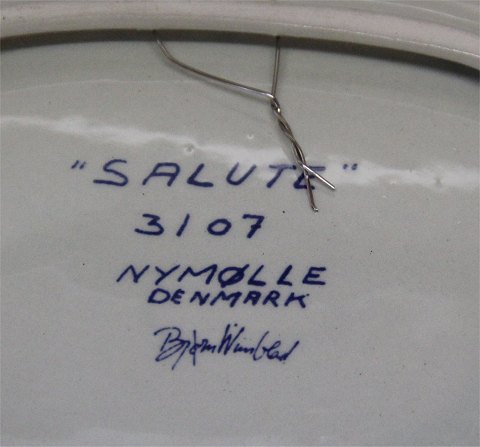 "SALUTE"
3107
NYMØLLE
DENMARK
Bjørn Wiinblad